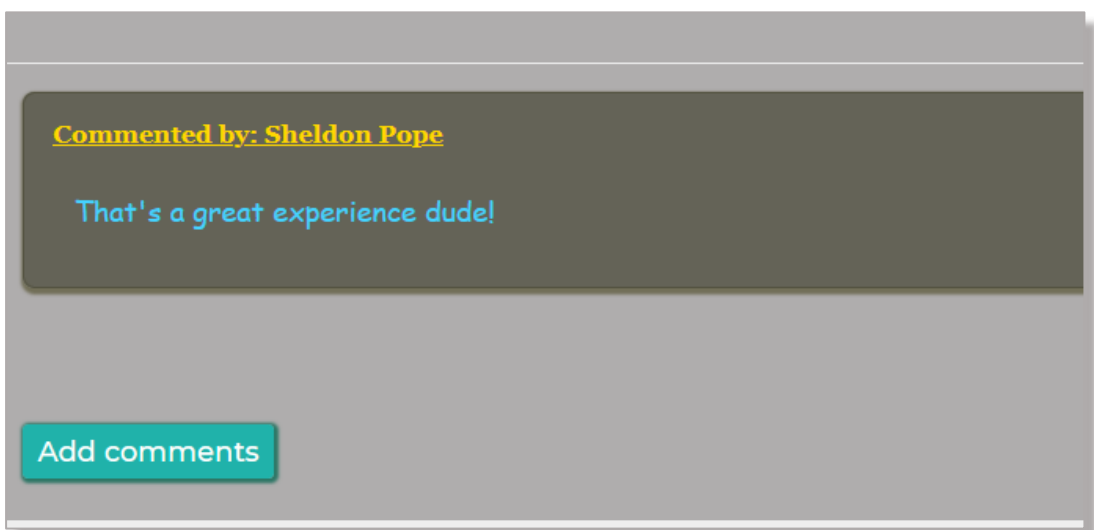 Commented by: Sheldon Pope
That's a great experience dude!
Add comments